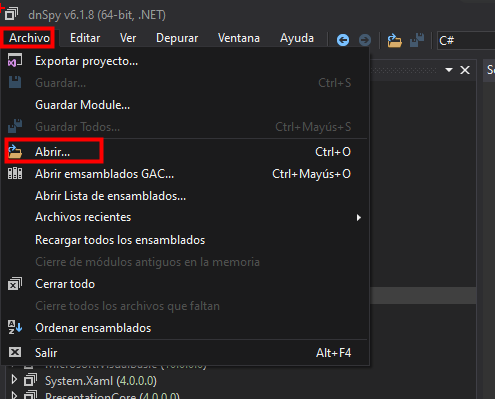 dnSpy v6.1.8 (64-bit, .NET)
Archivo Editar Ver Depurar Ventana Ayuda C#
Exportar proyecto...
Guardar... Ctrl+S
Guardar Module...
Guardar Todos... Ctrl+Mayús+S
Abrir... Ctrl+O
Abrir emsamblados GAC... Ctrl+Mayús+O
Abrir Lista de ensamblados...
Archivos recientes
Recargar todos los ensamblados
Cierre de módulos antiguos en la memoria
Cerrar todo
Cierre todos los archivos que faltan
Ordenar ensamblados
Salir Alt+F4
System.Xaml (4.0.0.0)
PresentationCore (4.0.0.0)